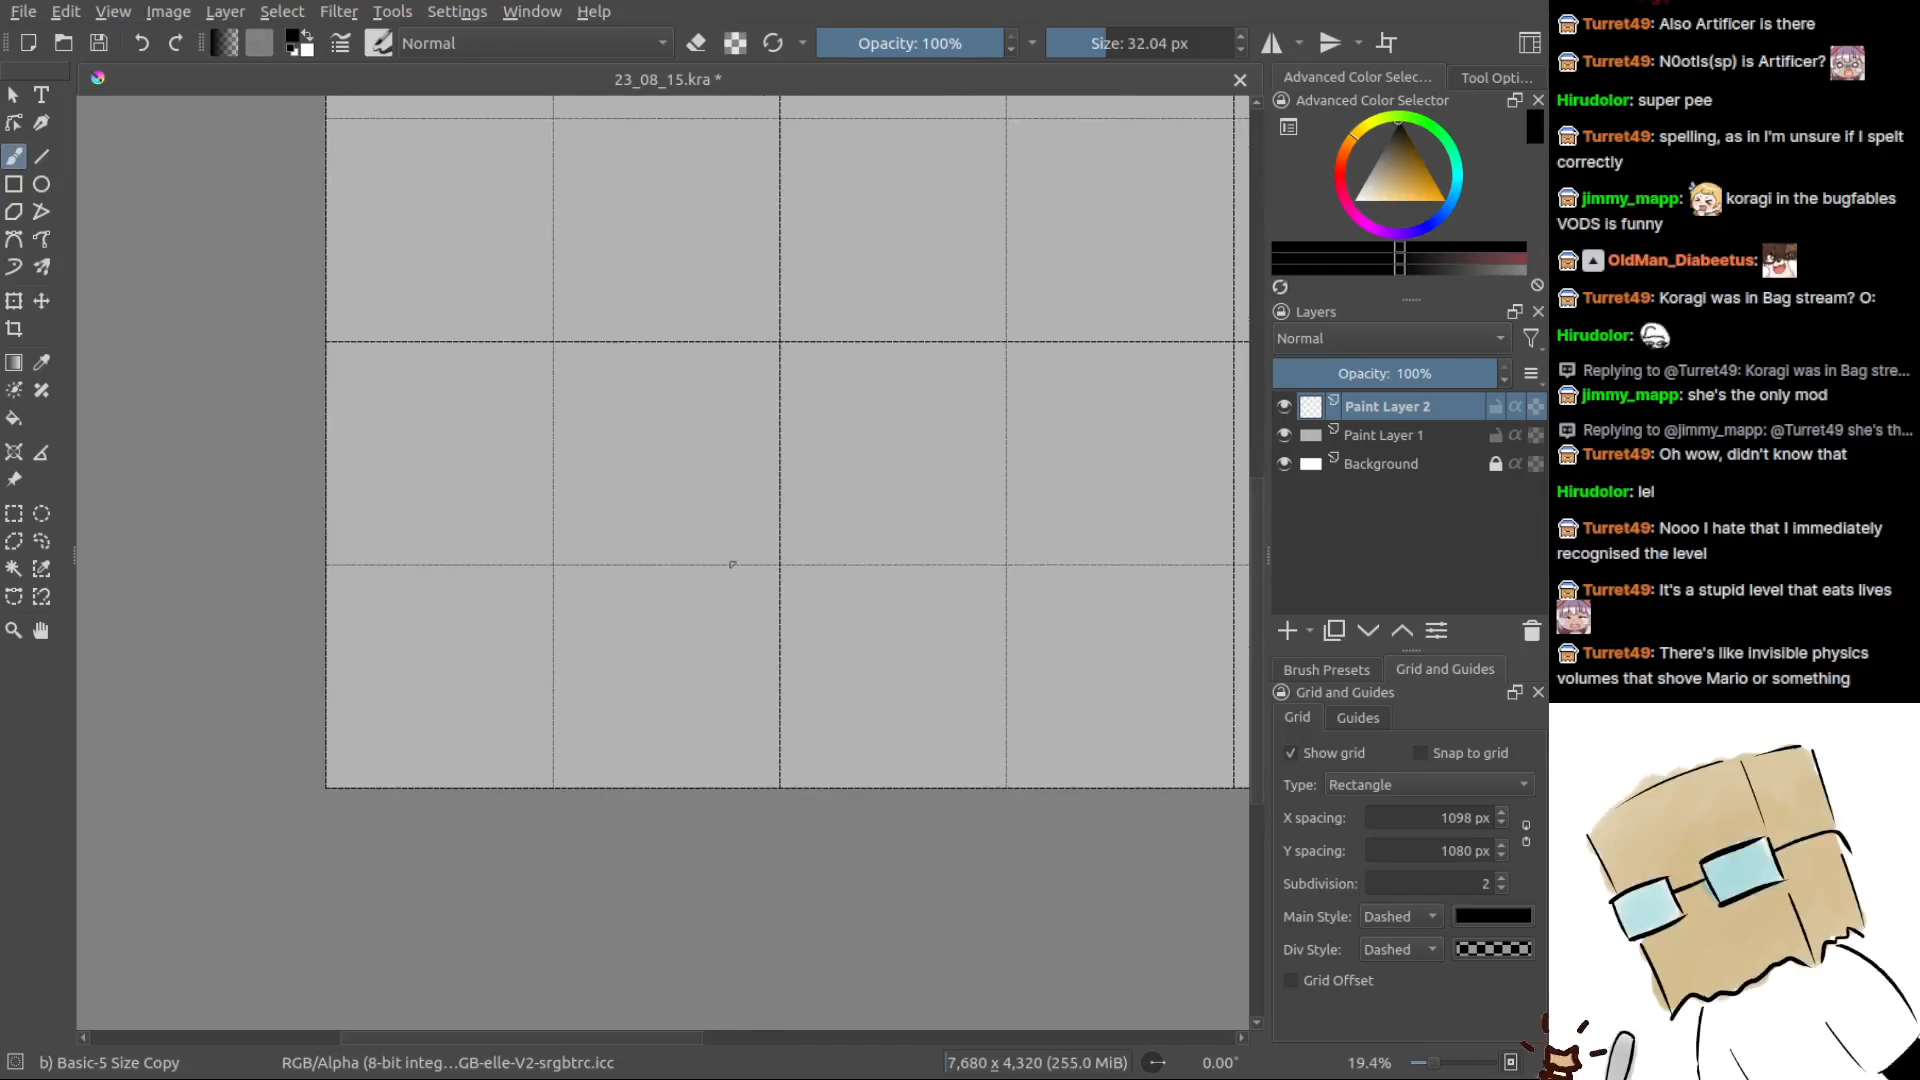 File Edit View Image Layer Select Filter Tools Settings Window Help
Normal
Opacity: 100%
Size: 32.04 px
23_08_15.kra *
Advanced Color Selec... Tool Opti...
Advanced Color Selector
Layers
Normal
Opacity: 100%
Paint Layer 2
Paint Layer 1
Background
Brush Presets Grid and Guides
Grid and Guides
Grid Guides
Show grid Snap to grid
Type: Rectangle
X spacing: 1098 px
Y spacing: 1080 px
Subdivision: 2
Main Style: Dashed
Div Style: Dashed
Grid Offset
b) Basic-5 Size Copy
RGB/Alpha (8-bit integ...GB-elle-V2-srgbtrc.icc
7,680 x 4,320 (255.0 MiB)
0.00°
19.4%
Turret49: Also Artificer is there
Turret49: N0otIs(sp) is Artificer?
Hirudolor: super pee
Turret49: spelling, as in I'm unsure if I spelt
correctly
jimmy_mapp: koragi in the bugfables
VODS is funny
OldMan_Diabeetus:
Turret49: Koragi was in Bag stream? O:
Hirudolor:
Replying to @Turret49: Koragi was in Bag stre...
jimmy_mapp: she's the only mod
Replying to @jimmy_mapp: @Turret49 she's th...
Turret49: Oh wow, didn't know that
Hirudolor: lel
Turret49: Nooo I hate that I immediately
recognised the level
Turret49: It's a stupid level that eats lives
Turret49: There's like invisible physics
volumes that shove Mario or something